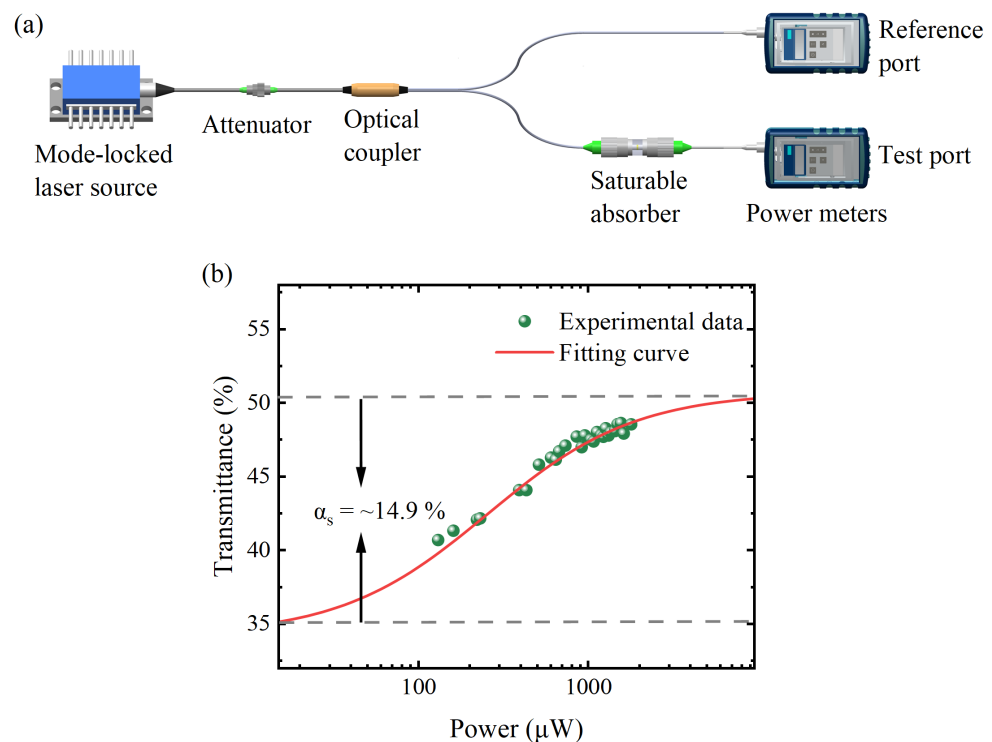 (a)
Reference
port
Attenuator
Optical
coupler
Mode-locked
laser source
Saturable
absorber
Test port
Power meters
(b)
Experimental data
Fitting curve
Transmittance (%)
55
50
45
40
35
αs = ~14.9 %
100
1000
Power (μW)